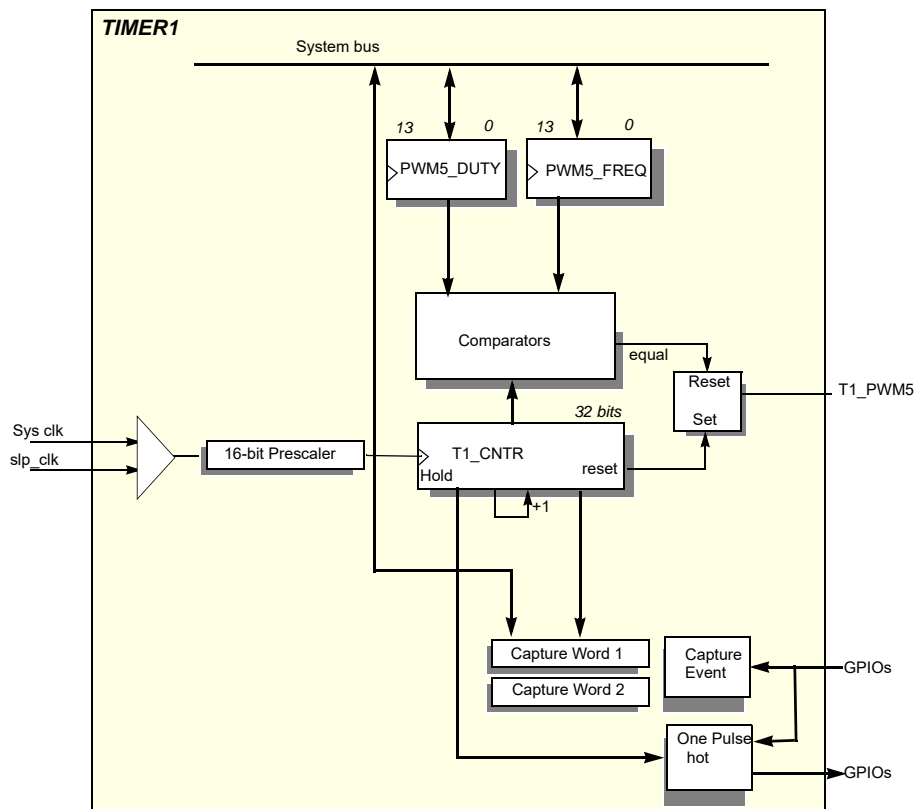 TIMER1
System bus
13 0 13 0
PWM5_DUTY PWM5_FREQ
Comparators
equal
Reset
T1_PWM5
Set
32 bits
Sys clk
slp_clk
16-bit Prescaler
T1_CNTR
Hold
reset
+1
Capture Word 1
Capture Word 2
Capture
Event
GPIOs
One Pulse
hot
GPIOs